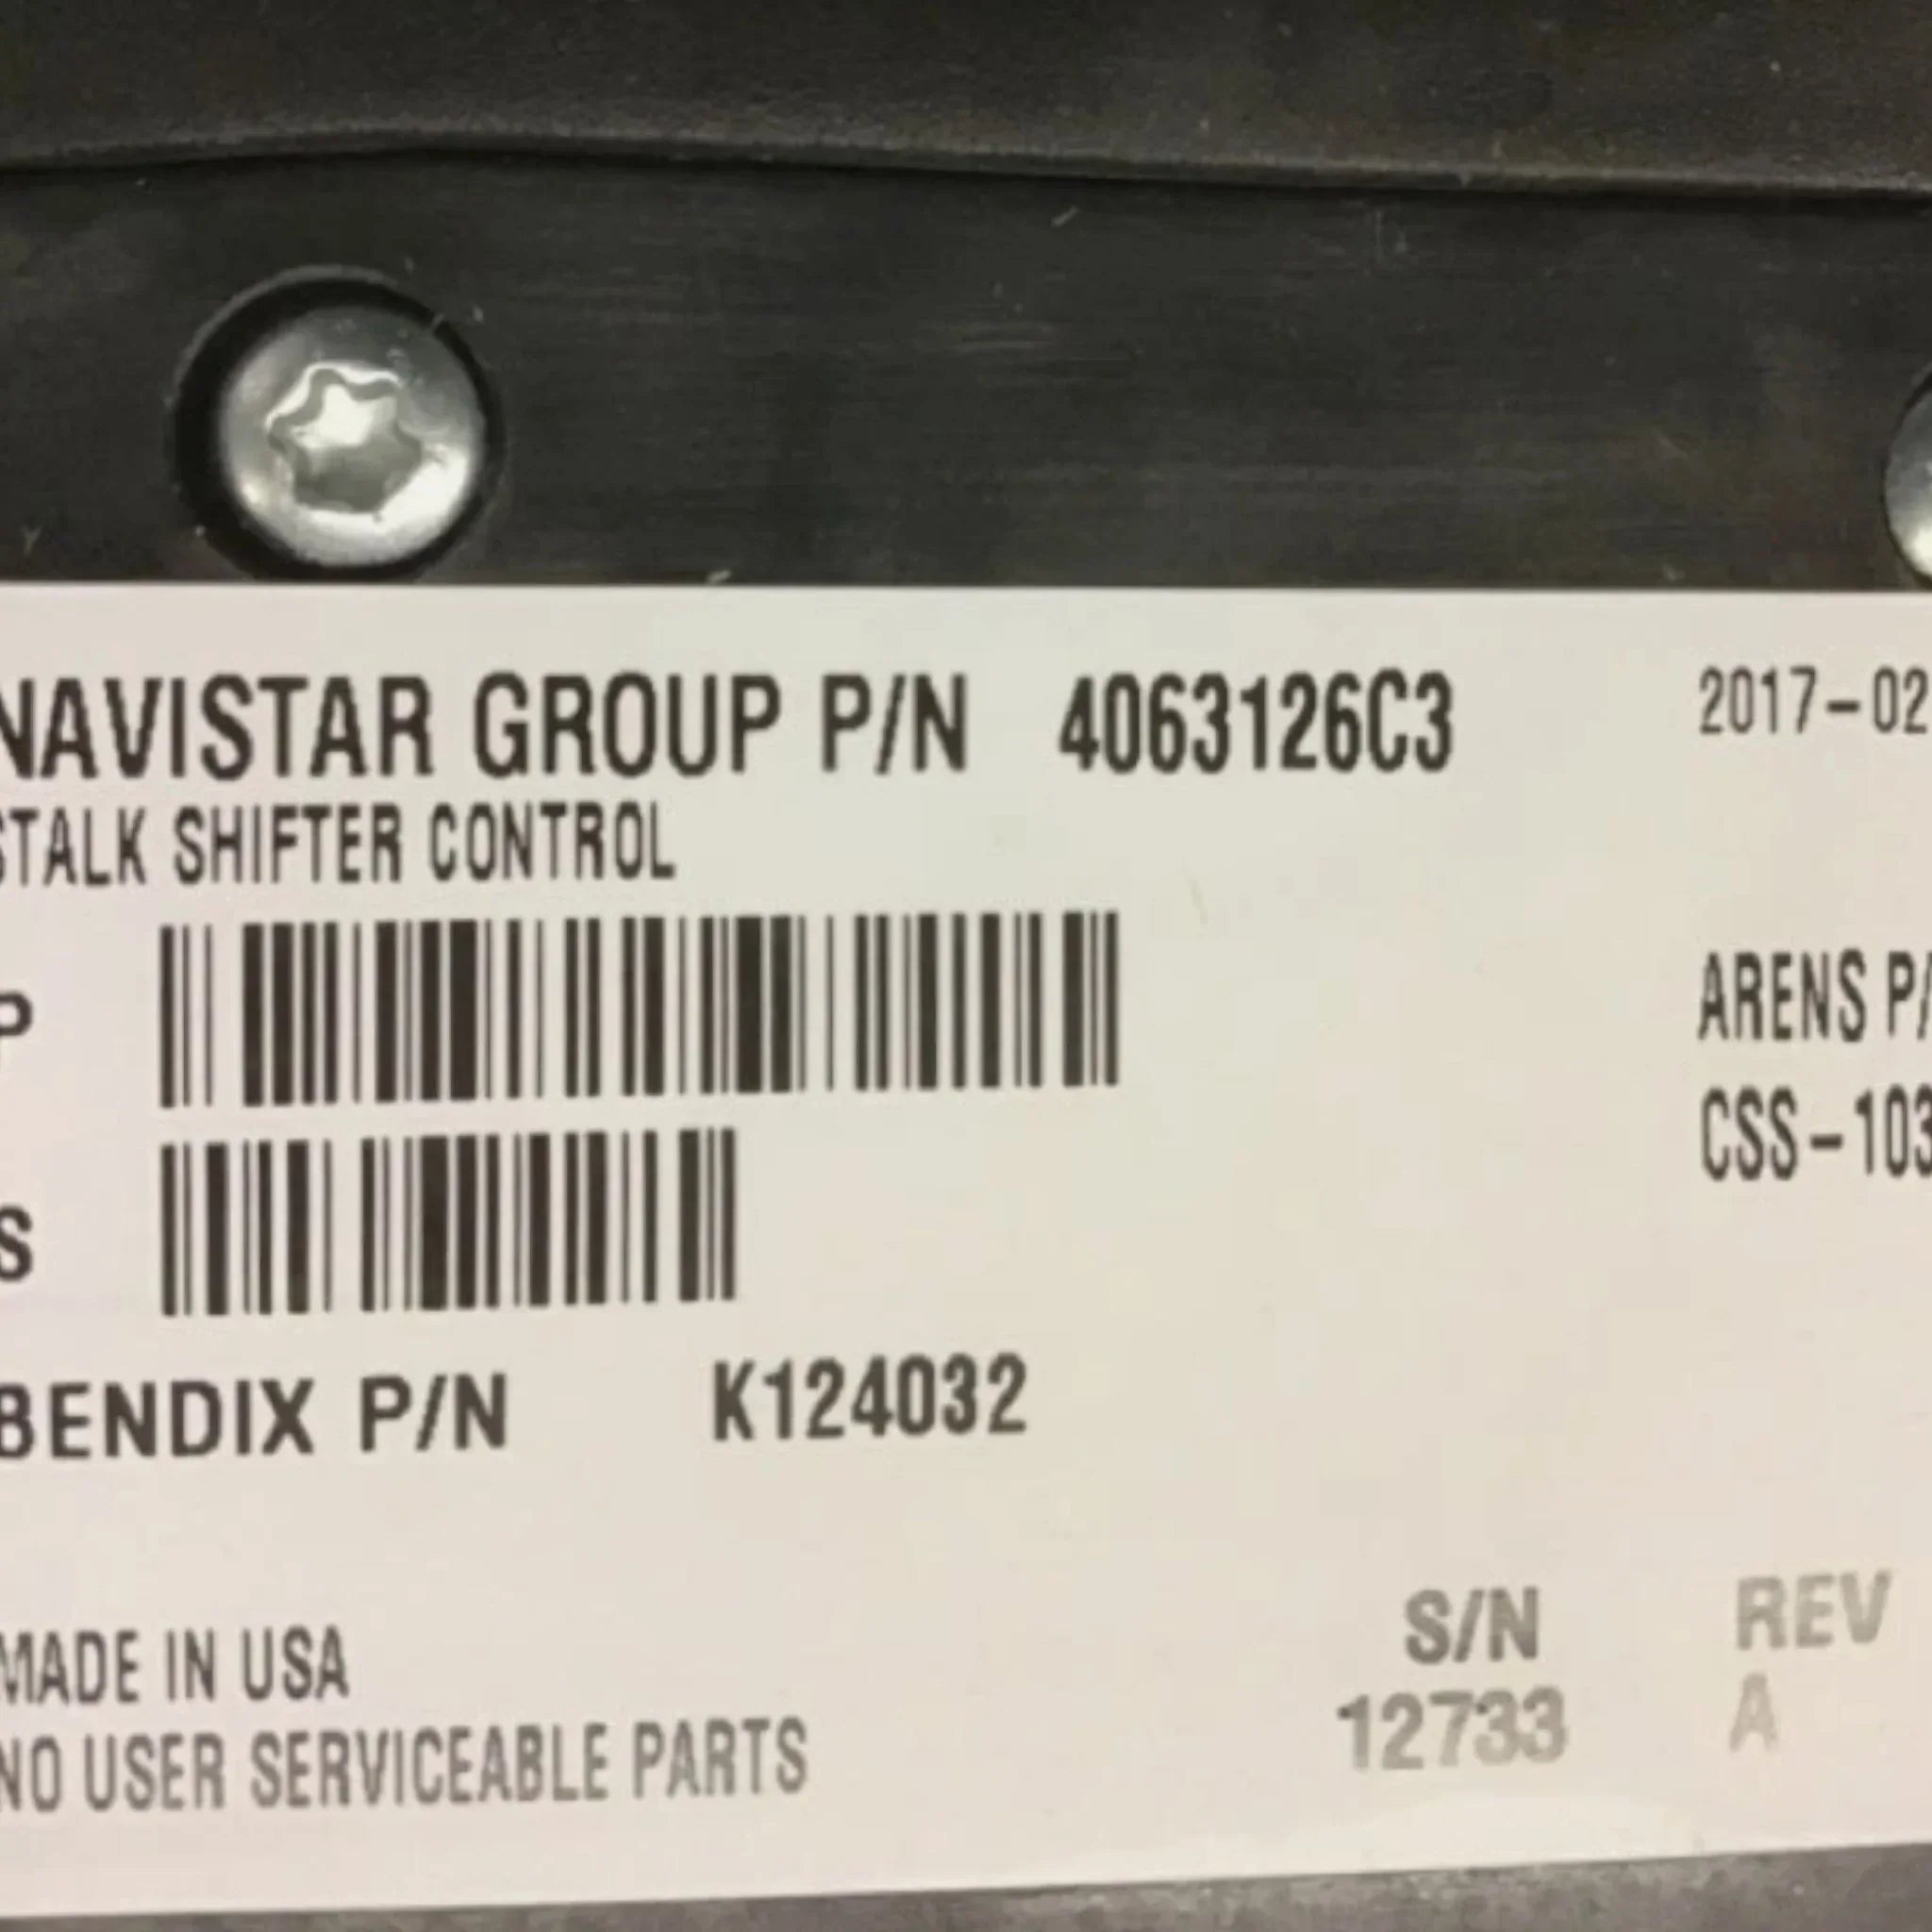 NAVISTAR GROUP P/N 4063126C3 2017-02
STALK SHIFTER CONTROL
P
ARENS P/
CSS-103
S
BENDIX P/N K124032
MADE IN USA
NO USER SERVICEABLE PARTS
S/N REV
12733 A